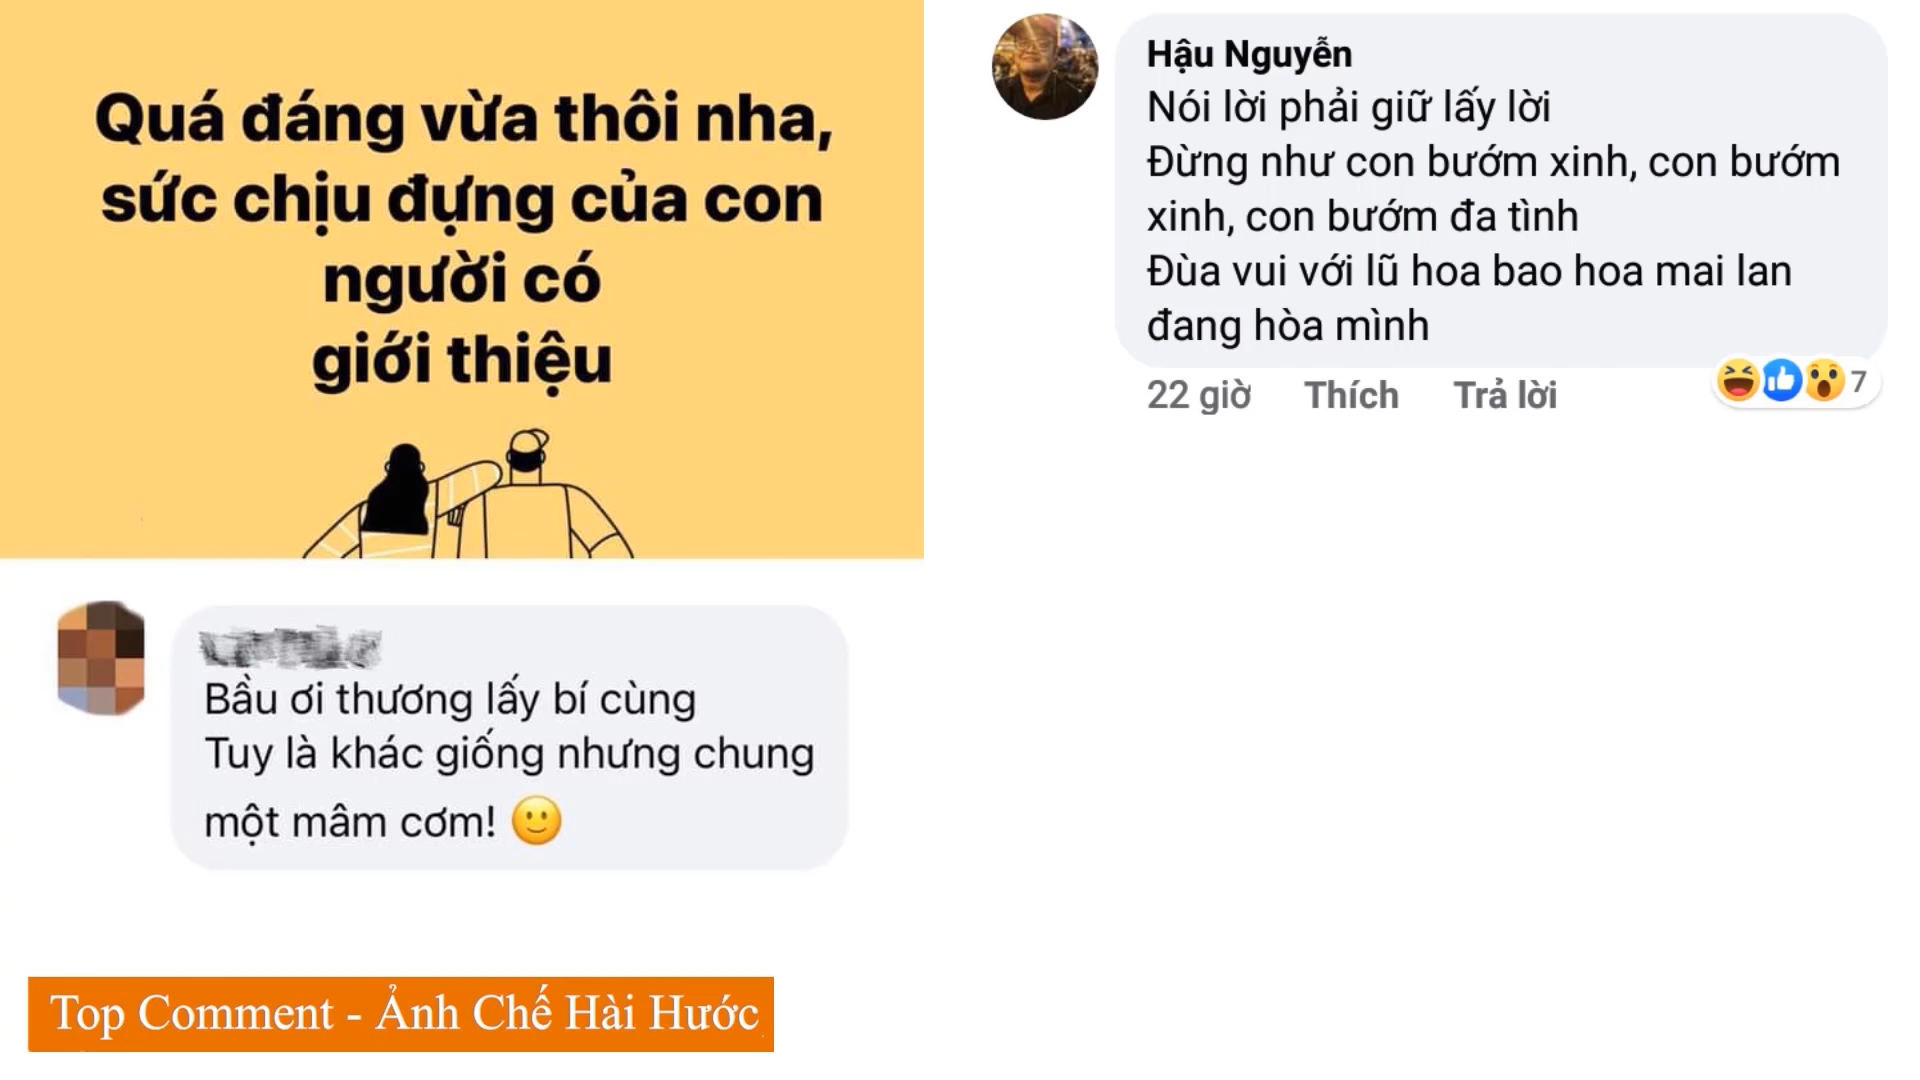 Quá đáng vừa thôi nha,
sức chịu đựng của con
người có
giới thiệu
Bầu ơi thương lấy bí cùng
Tuy là khác giống nhưng chung
một mâm cơm! 🙂
Top Comment - Ảnh Chế Hài Hước
Hậu Nguyễn
Nói lời phải giữ lấy lời
Đừng như con bướm xinh, con bướm
xinh, con bướm đa tình
Đùa vui với lũ hoa bao hoa mai lan
đang hòa mình
22 giờ Thích Trả lời 7